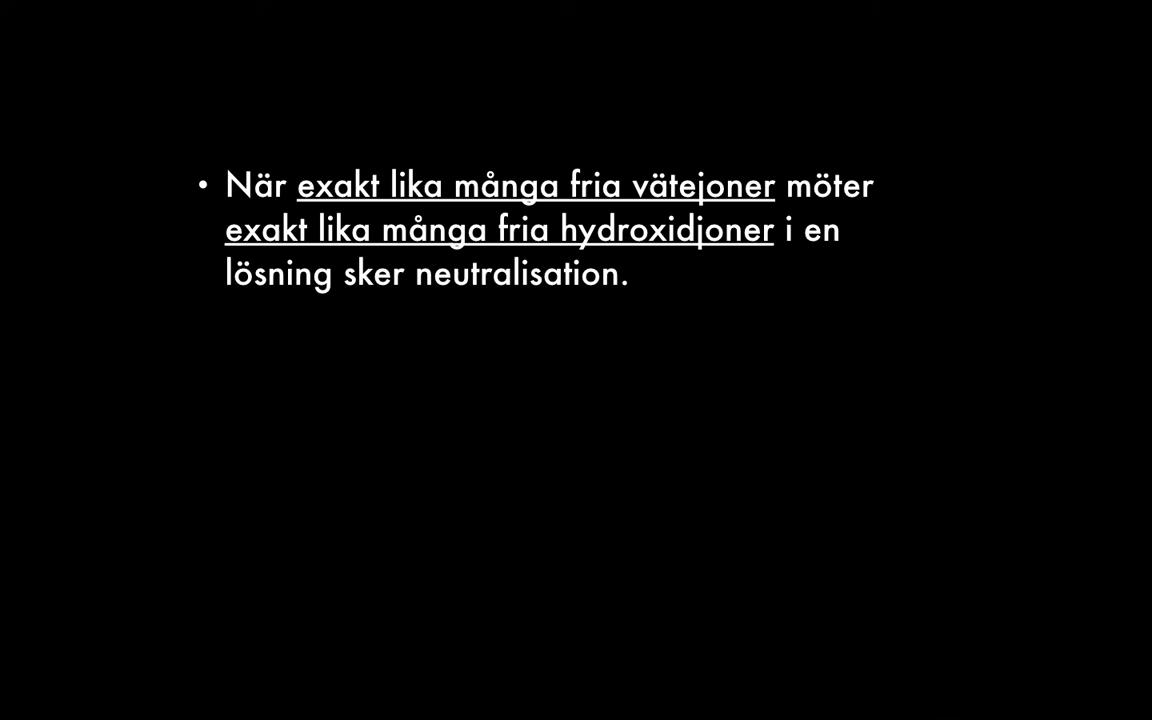 • När exakt lika många fria vätejoner möter
exakt lika många fria hydroxidjoner i en
lösning sker neutralisation.